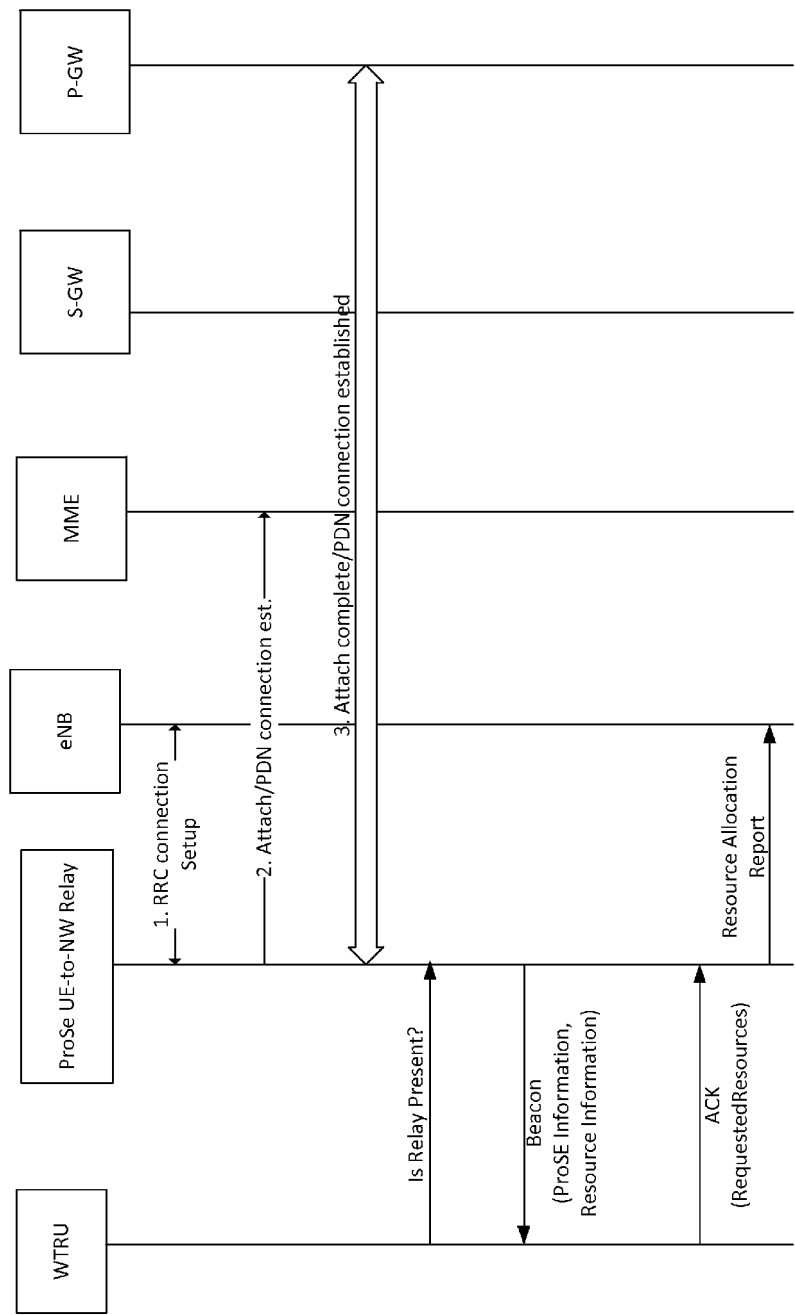 WTRU
ProSe UE-to-NW Relay
eNB
MME
S-GW
P-GW
1. RRC connection
Setup
2. Attach/PDN connection est.
3. Attach complete/PDN connection established
Is Relay Present?
Beacon
(ProSE Information,
Resource Information)
ACK
(RequestedResources)
Resource Allocation
Report